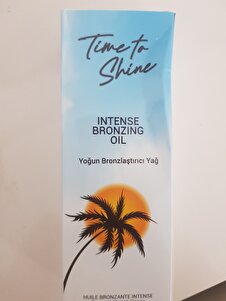 Time to
Shine
INTENSE
BRONZING
OIL
Yoğun Bronzlaştırıcı Yağ
HUILE BRONZANTE INTENSE